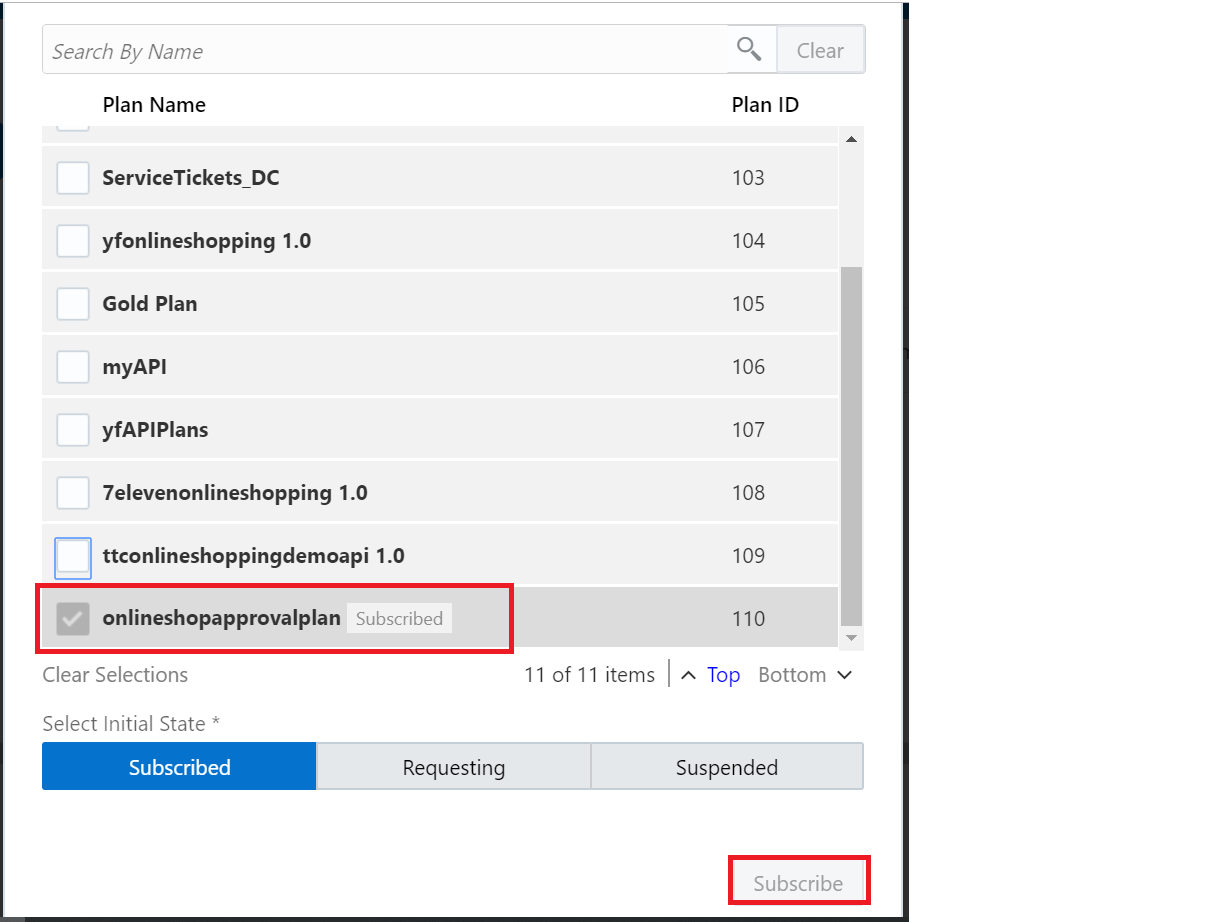 Search By Name Clear
Plan Name Plan ID
ServiceTickets_DC 103
yfonlineshopping 1.0 104
Gold Plan 105
myAPI 106
yfAPIPlans 107
7elevenonlineshopping 1.0 108
ttconlineshoppingdemoapi 1.0 109
onlineshopapprovalplan Subscribed 110
Clear Selections 11 of 11 items Top Bottom
Select Initial State *
Subscribed Requesting Suspended
Subscribe